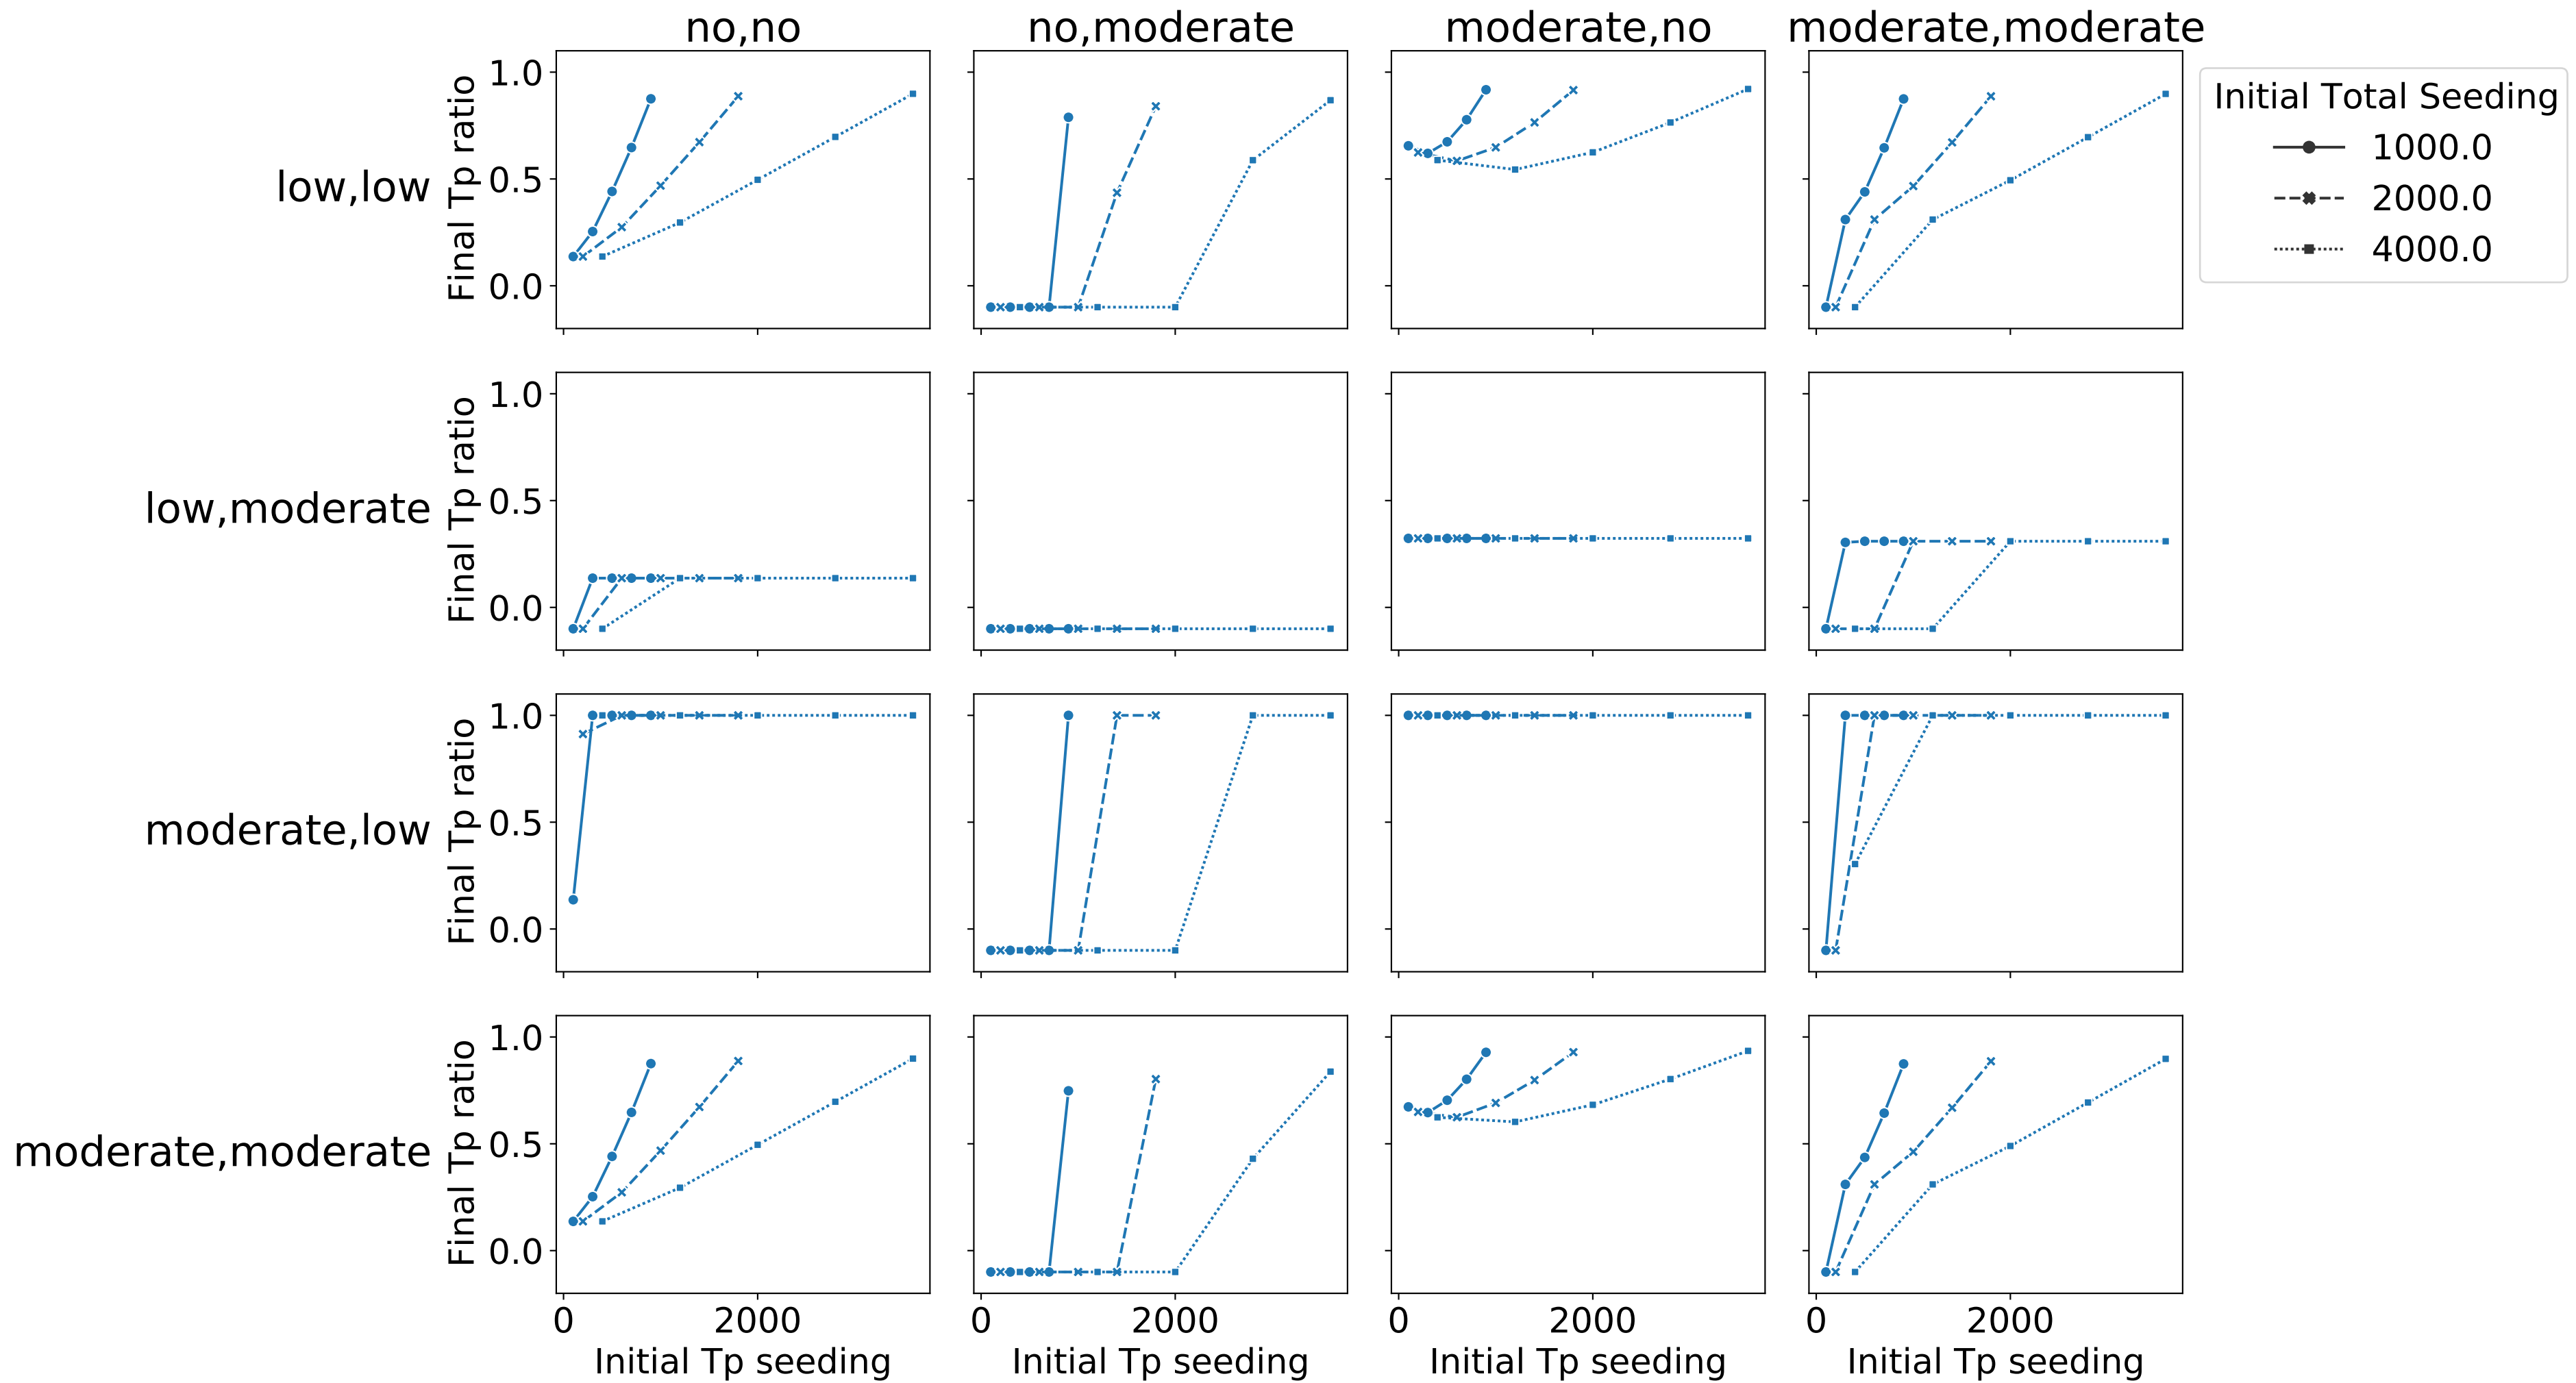 no,no
no,moderate
moderate,no
moderate,moderate
low,low
Final Tp ratio
1.0
0.5
0.0
Initial Total Seeding
1000.0
2000.0
4000.0
low,moderate
Final Tp ratio
1.0
0.5
0.0
moderate,low
Final Tp ratio
1.0
0.5
0.0
moderate,moderate
Final Tp ratio
1.0
0.5
0.0
0 2000
0 2000
0 2000
0 2000
Initial Tp seeding
Initial Tp seeding
Initial Tp seeding
Initial Tp seeding